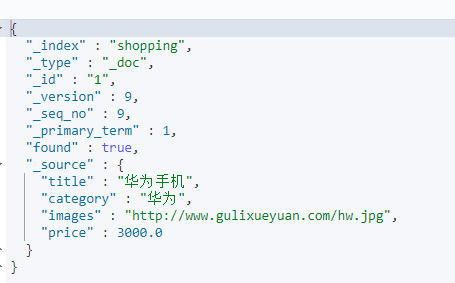 {
  "_index" : "shopping",
  "_type" : "_doc",
  "_id" : "1",
  "_version" : 9,
  "_seq_no" : 9,
  "_primary_term" : 1,
  "found" : true,
  "_source" : {
    "title" : "华为手机",
    "category" : "华为",
    "images" : "http://www.gulixueyuan.com/hw.jpg",
    "price" : 3000.0
  }
}